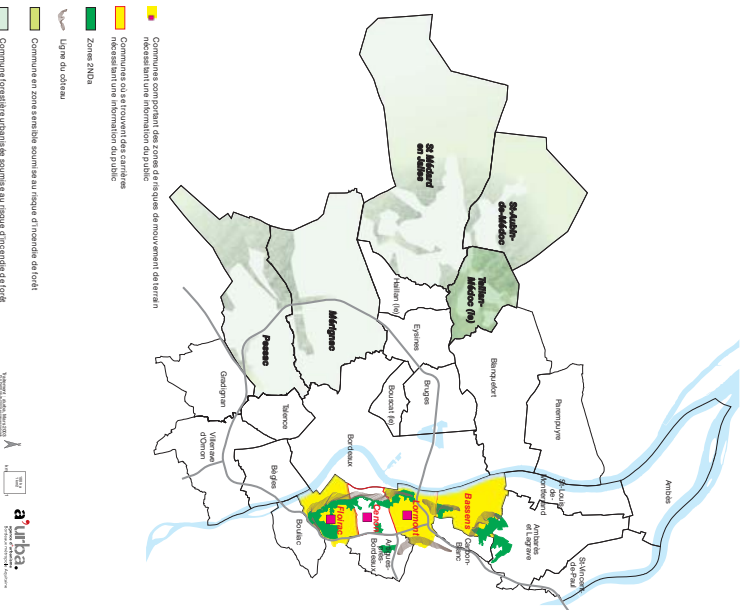 Communes comportant des zones de risques de mouvement de terrain
nécessitant une information du public
Communes où se trouvent des carrières
nécessitant une information du public
Zones 2NDa
Ligne du côteau
Commune en zone sensible soumise au risque d'incendie de forêt
Commune forestière urbanisée soumise au risque d'incendie de forêt
St Médard
en Jalles
St-Aubin-
de-Médoc
Taillan-
Médoc (le)
Haillan (le)
Eysines
Mérignac
Pessac
Blanquefort
Parempuyre
Bruges
Bouscat (le)
Bordeaux
Talence
Gradignan
Villenave
d'Ornon
Bègles
Bouliac
Floirac
Cenon
Lormont
Bassens
Artigues-
Bordeaux
Carbon-
Blanc
Ambarès
et Lagrave
St-Louis
de-
Montferrand
Ambès
St-Vincent
de-Paul
a'urba.